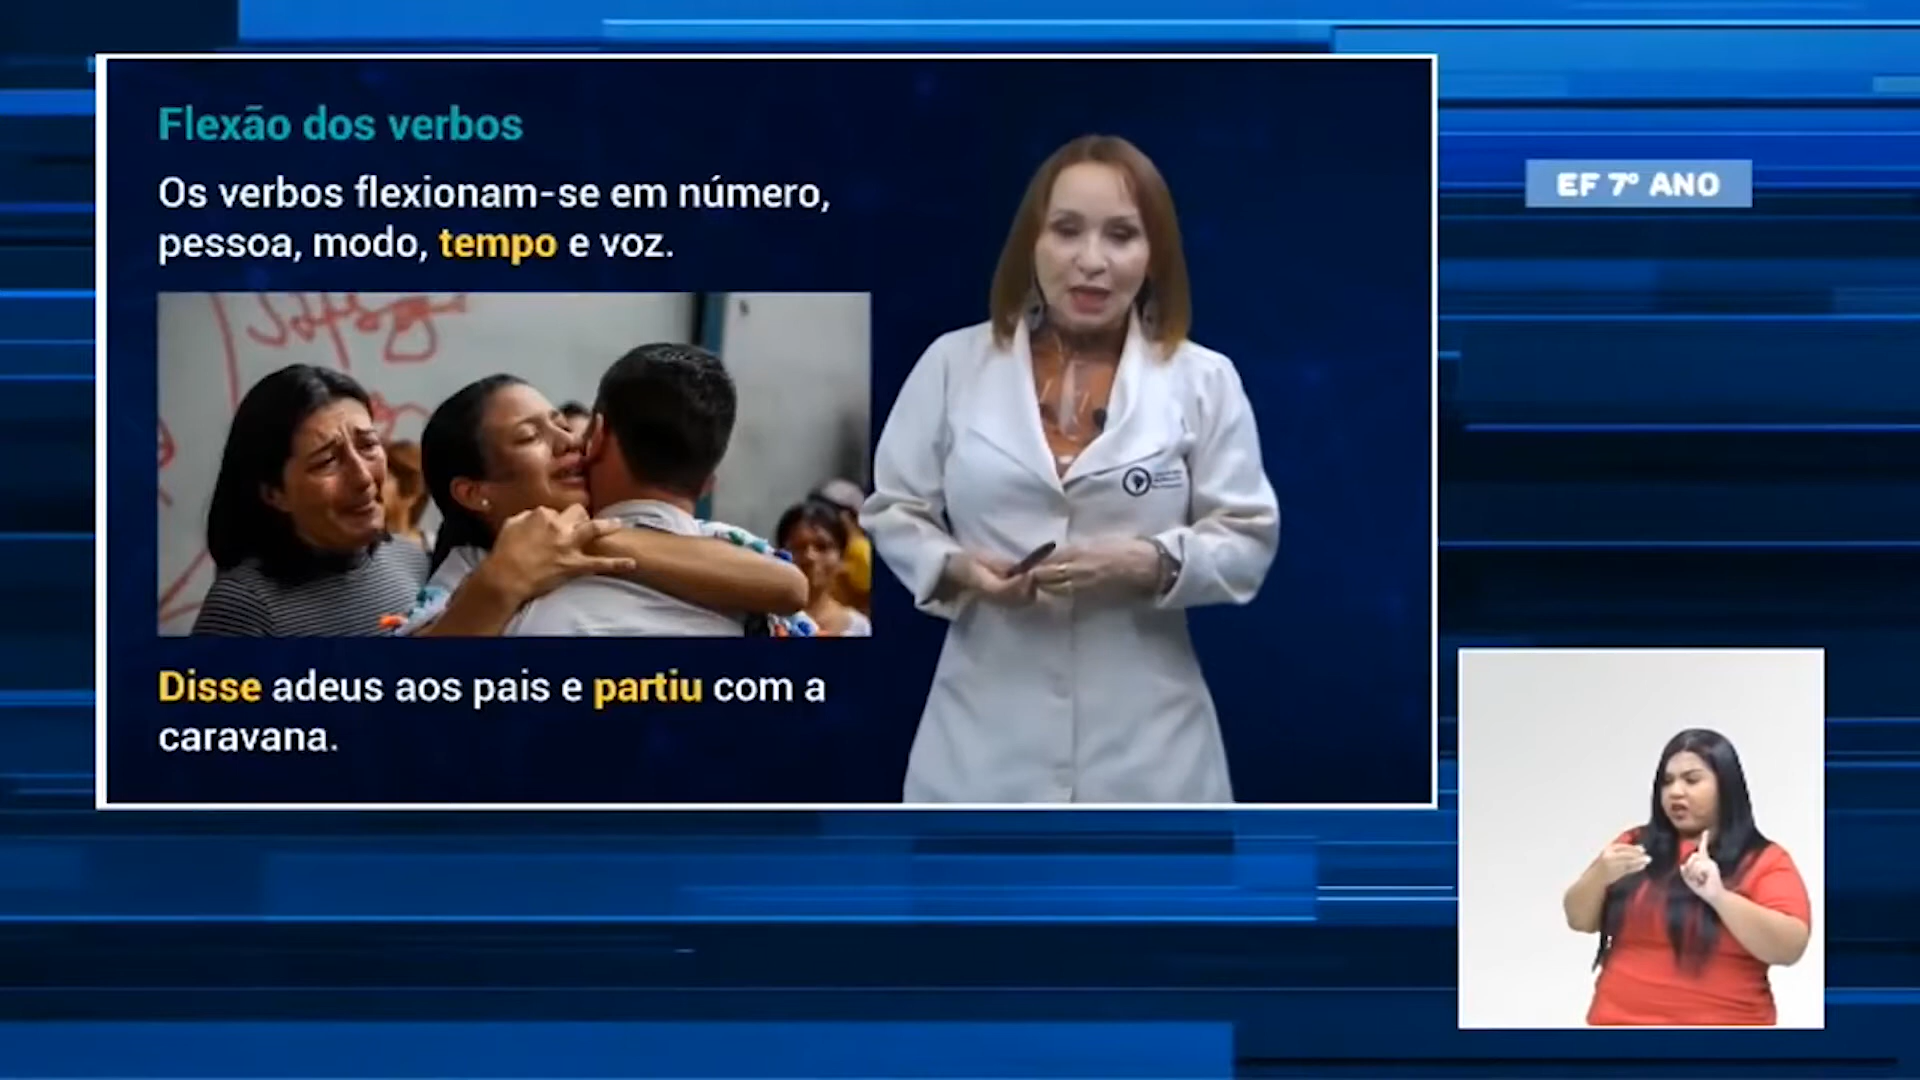 Flexão dos verbos
Os verbos flexionam-se em número,
pessoa, modo, tempo e voz.
Disse adeus aos pais e partiu com a
caravana.
EF 7º ANO